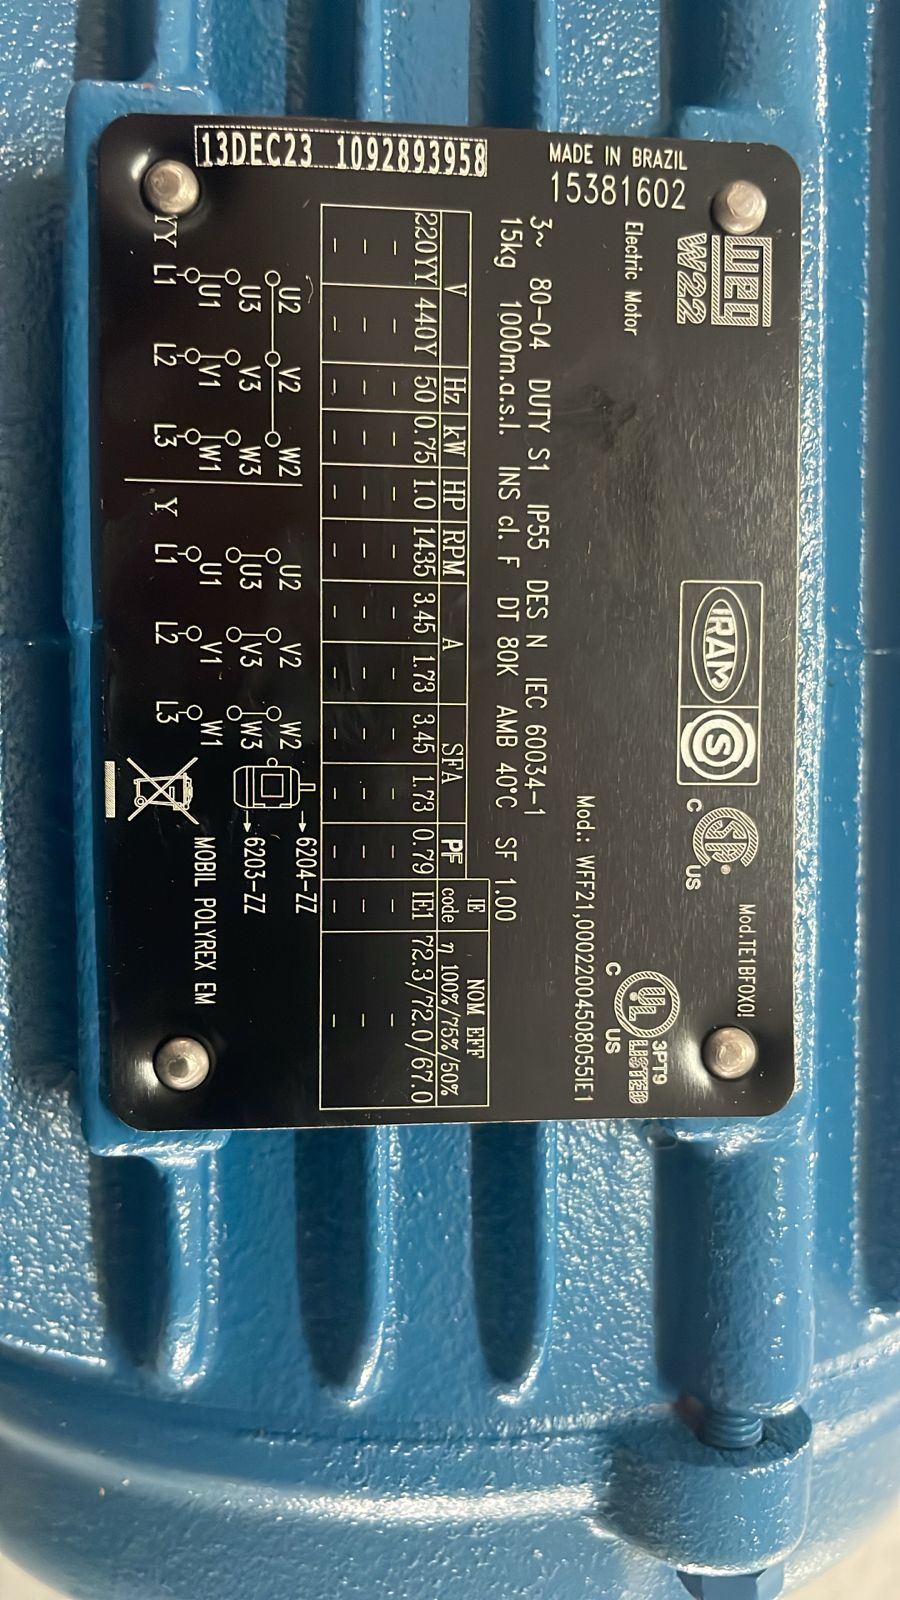 13DEC23 1092893958
MADE IN BRAZIL
15381602
WEG
W22
Electric Motor
IRAM
S
C
US
Mod.TE1BF0X0!
C UL US
LISTED
3PT9
Mod.: WFF21,00022004508055IE1
3~ 80-04 DUTY S1 IP55 DES N IEC 60034-1
15kg 1000m.a.s.l. INS cl. F DT 80K AMB 40°C SF 1.00
V Hz kW HP RPM A SFA PF IE code NOM EFF η 100%/75%/50%
220YY 440Y 50 0.75 1.0 1435 3.45 1.73 3.45 1.73 0.79 IE1 72.3/72.0/67.0
- - - - - - - - - - - - -
- - - - - - - - - - - - -
- - - - - - - - - - - - -
U2 V2 W2 U2 V2 W2
U3 V3 W3 U3 V3 W3
U1 V1 W1 U1 V1 W1
YY L1 L2 L3 Y L1 L2 L3
6204-ZZ
6203-ZZ
MOBIL POLYREX EM